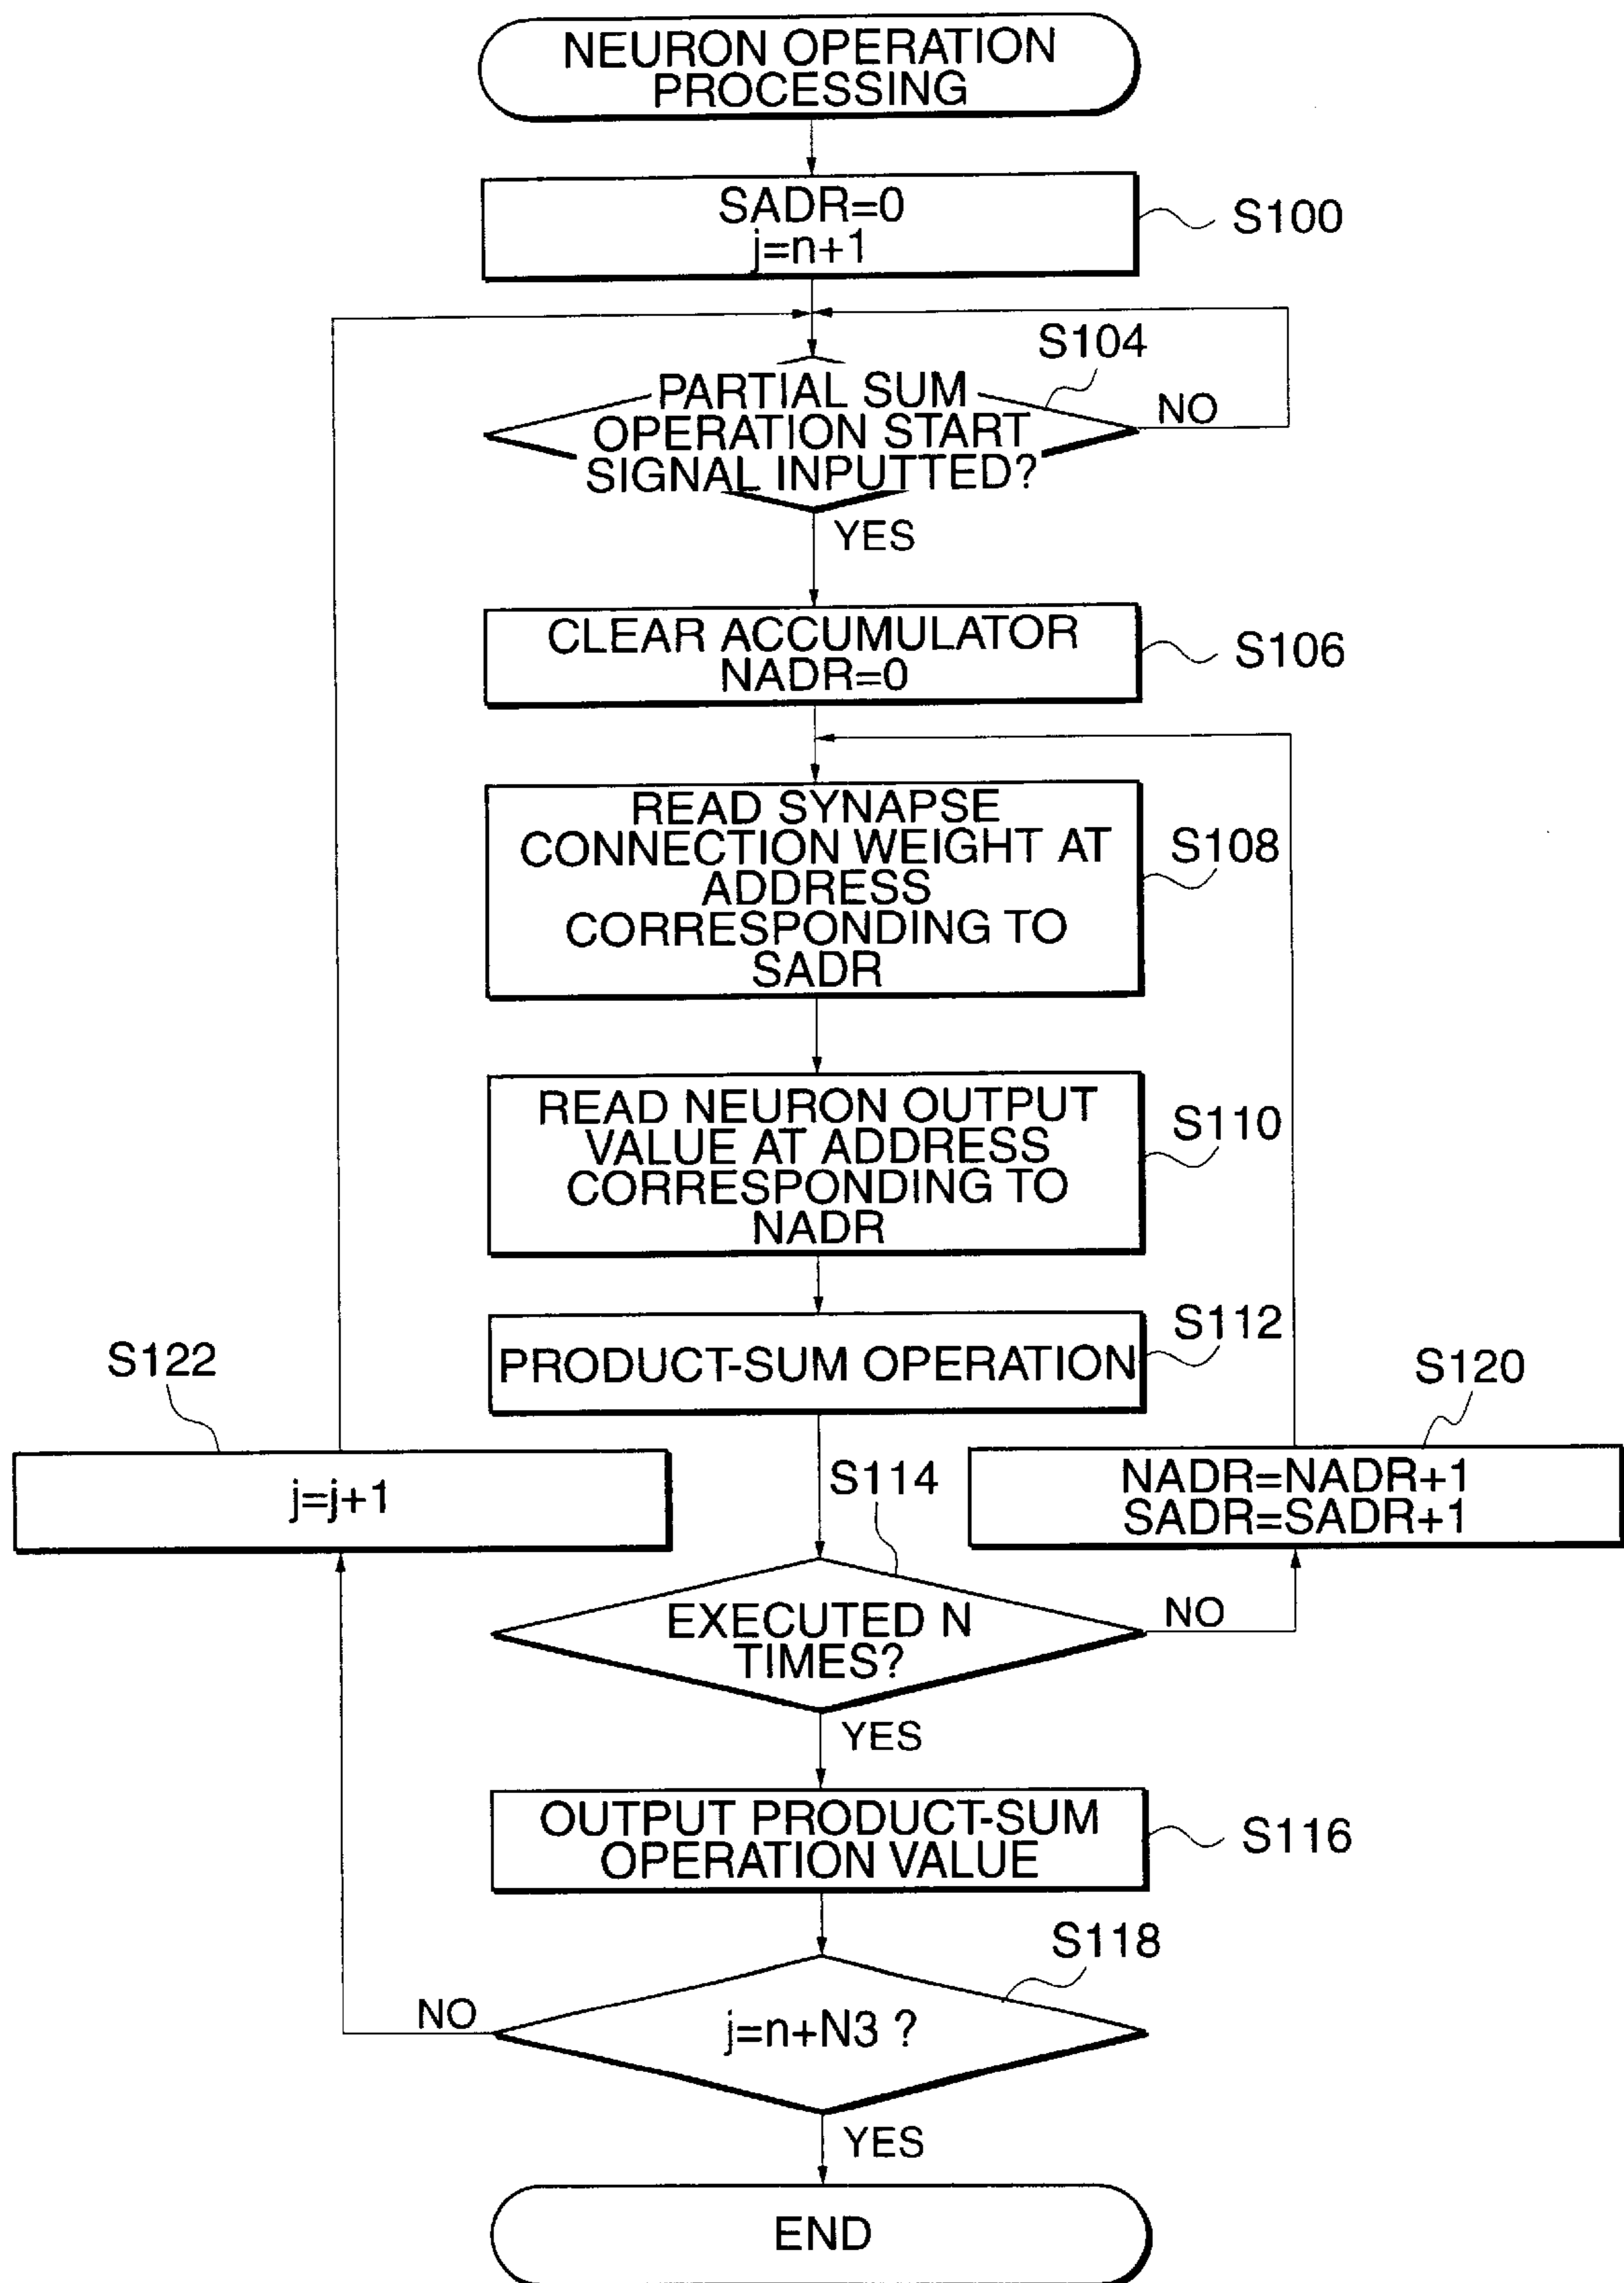 NEURON OPERATION
PROCESSING
SADR=0
j=n+1
S100
S104
PARTIAL SUM
OPERATION START
SIGNAL INPUTTED?
NO
YES
CLEAR ACCUMULATOR
NADR=0
S106
READ SYNAPSE
CONNECTION WEIGHT AT
ADDRESS
CORRESPONDING TO
SADR
S108
READ NEURON OUTPUT
VALUE AT ADDRESS
CORRESPONDING TO
NADR
S110
PRODUCT-SUM OPERATION
S112
S122
j=j+1
S120
NADR=NADR+1
SADR=SADR+1
S114
EXECUTED N
TIMES?
NO
YES
OUTPUT PRODUCT-SUM
OPERATION VALUE
S116
S118
j=n+N3 ?
NO
YES
END